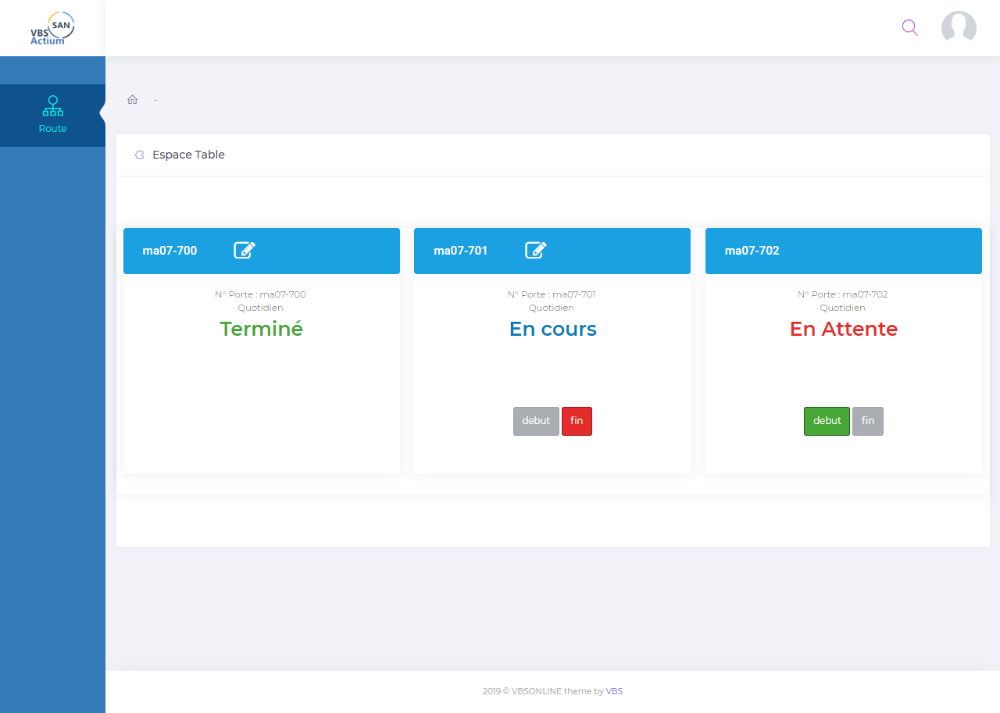 SAN
VBS
Actium
Route
-
Espace Table
ma07-700
N° Porte : ma07-700
Quotidien
Terminé
ma07-701
N° Porte : ma07-701
Quotidien
En cours
debut fin
ma07-702
N° Porte : ma07-702
Quotidien
En Attente
debut fin
2019 © VBSONLINE theme by VBS